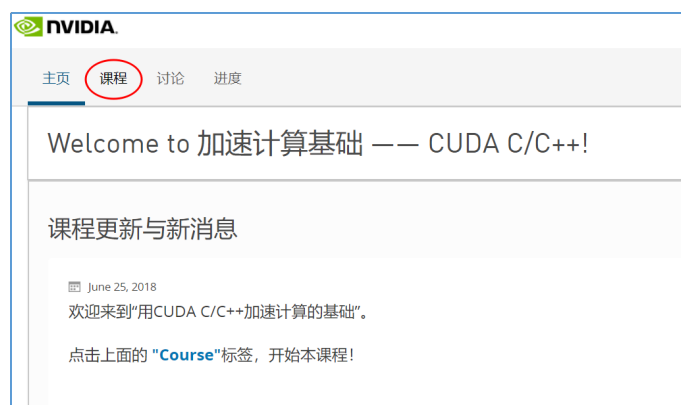 NVIDIA.
主页 课程 讨论 进度
Welcome to 加速计算基础 —— CUDA C/C++!
课程更新与新消息
June 25, 2018
欢迎来到“用CUDA C/C++加速计算的基础”。
点击上面的 "Course"标签，开始本课程！